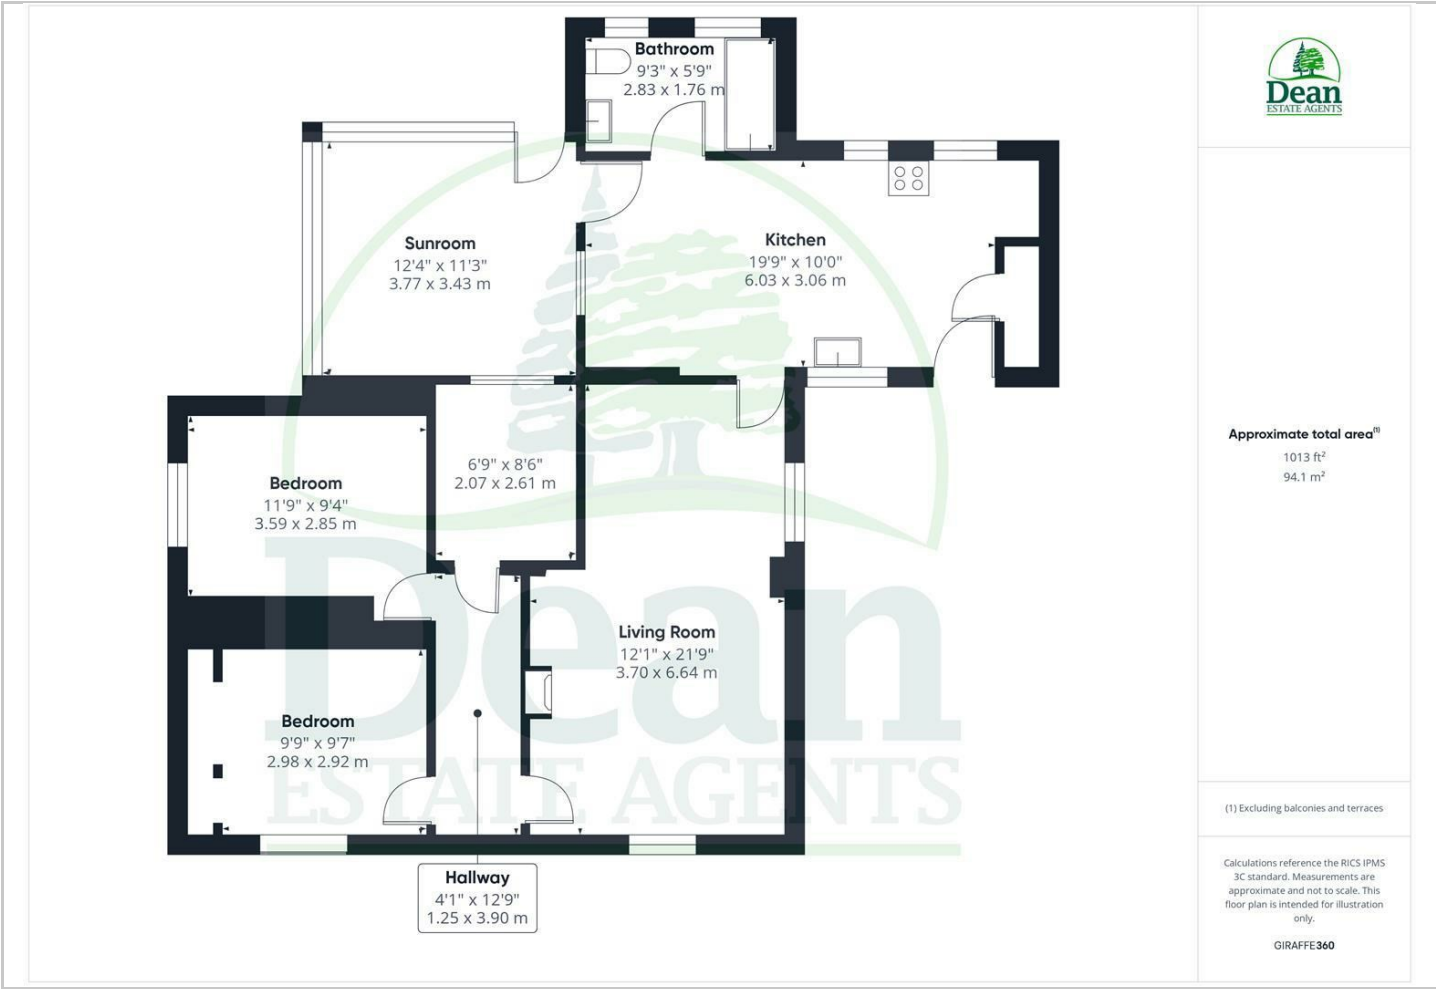 Bathroom
9'3" x 5'9"
2.83 x 1.76 m
Sunroom
12'4" x 11'3"
3.77 x 3.43 m
Kitchen
19'9" x 10'0"
6.03 x 3.06 m
Bedroom
11'9" x 9'4"
3.59 x 2.85 m
6'9" x 8'6"
2.07 x 2.61 m
Living Room
12'1" x 21'9"
3.70 x 6.64 m
Bedroom
9'9" x 9'7"
2.98 x 2.92 m
Hallway
4'1" x 12'9"
1.25 x 3.90 m
Dean
ESTATE AGENTS
Dean
ESTATE AGENTS
Approximate total area(1)
1013 ft²
94.1 m²
(1) Excluding balconies and terraces
Calculations reference the RICS IPMS
3C standard. Measurements are
approximate and not to scale. This
floor plan is intended for illustration
only.
GIRAFFE360